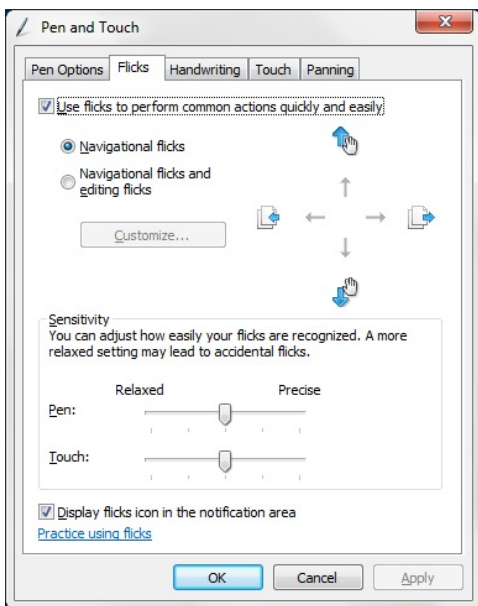 Pen and Touch
Pen Options Flicks Handwriting Touch Panning
Use flicks to perform common actions quickly and easily
Navigational flicks
Navigational flicks and
editing flicks
Customize...
Sensitivity
You can adjust how easily your flicks are recognized. A more
relaxed setting may lead to accidental flicks.
Relaxed Precise
Pen:
Touch:
Display flicks icon in the notification area
Practice using flicks
OK Cancel Apply